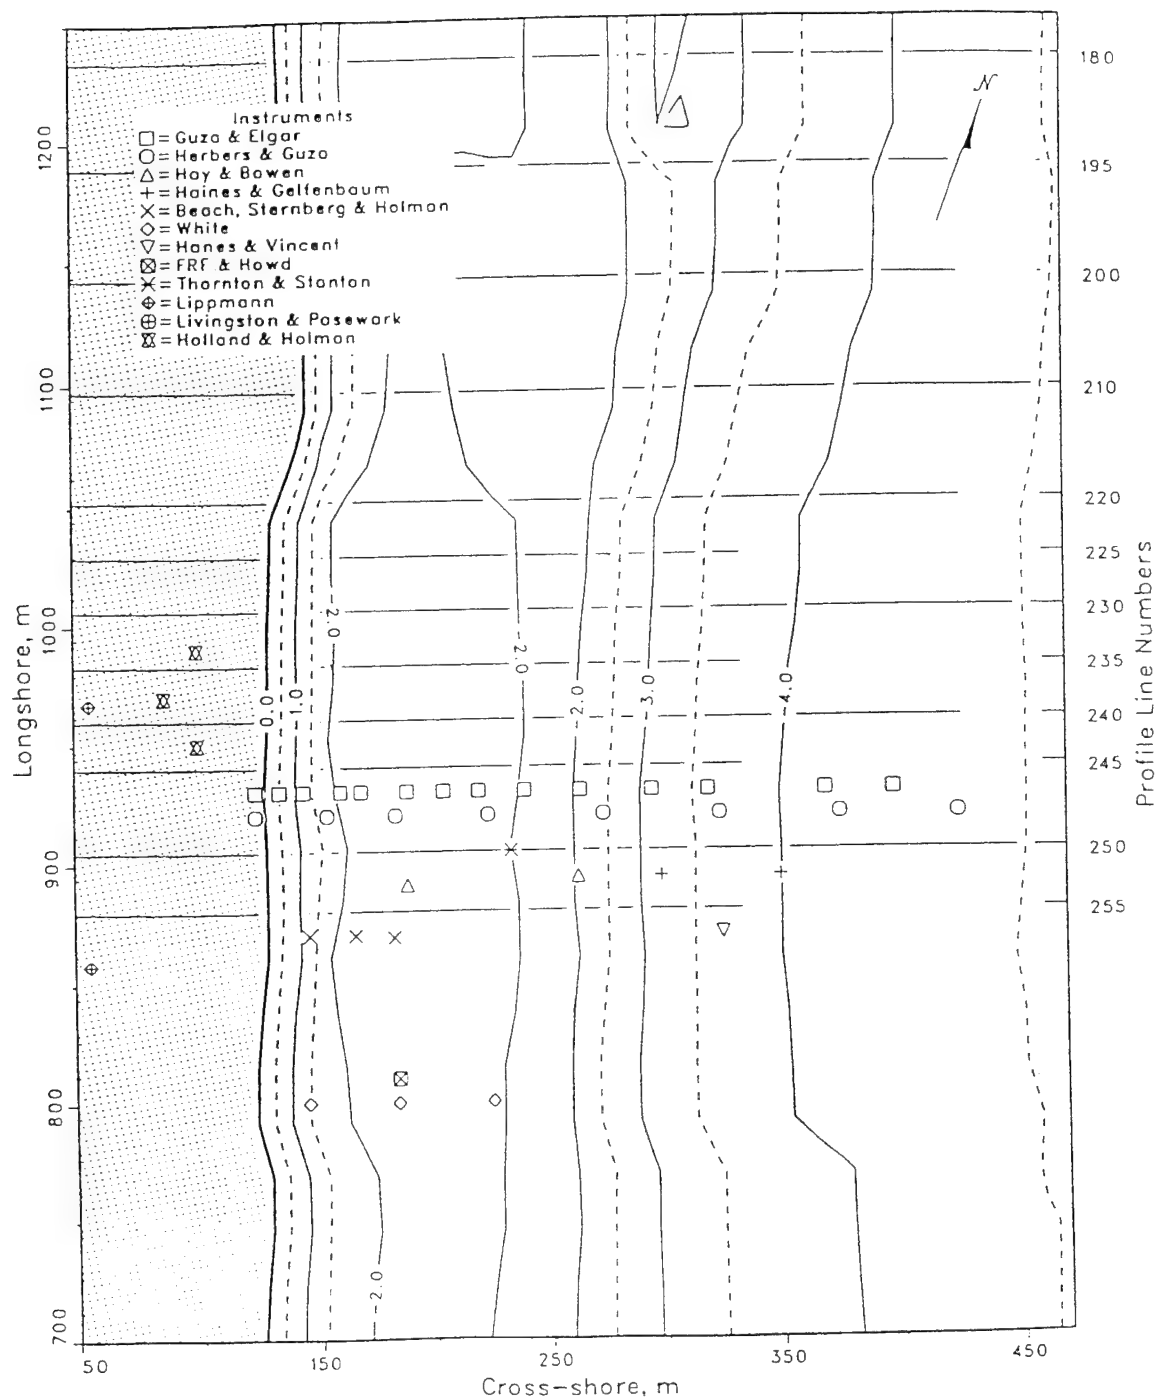 180
N
Instruments
□ = Guza & Elgar
○ = Herbers & Guza
△ = Hay & Bowen
+ = Haines & Gelfenbaum
× = Beach, Sternberg & Holman
◇ = White
▽ = Hanes & Vincent
⊠ = FRF & Howd
= Thornton & Stanton
= Lippmann
⊕ = Livingston & Pasewark
= Holland & Holman
1200
195
200
1100
210
220
225
2.0
230
1000
2.0
235
0.0
1.0
2.0
3.0
4.0
240
245
900
250
255
800
2.0
700
50
150
250
350
450
Cross-shore, m
Longshore, m
Profile Line Numbers